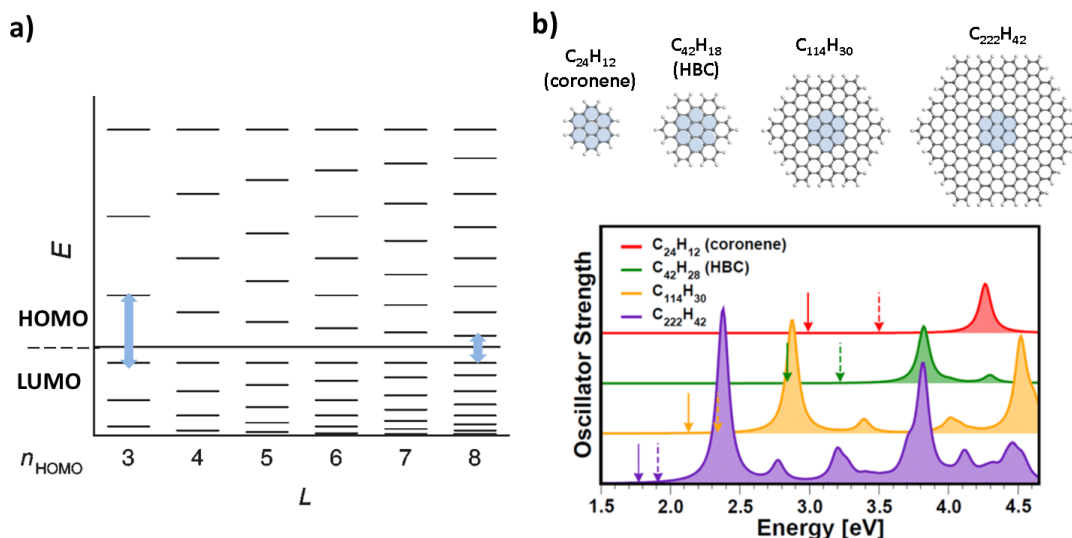 a)
E
HOMO
LUMO
nHOMO 3 4 5 6 7 8
L
b)
C24H12
(coronene)
C42H18
(HBC)
C114H30
C222H42
C24H12 (coronene)
C42H28 (HBC)
C114H30
C222H42
Oscillator Strength
1.5 2.0 2.5 3.0 3.5 4.0 4.5
Energy [eV]